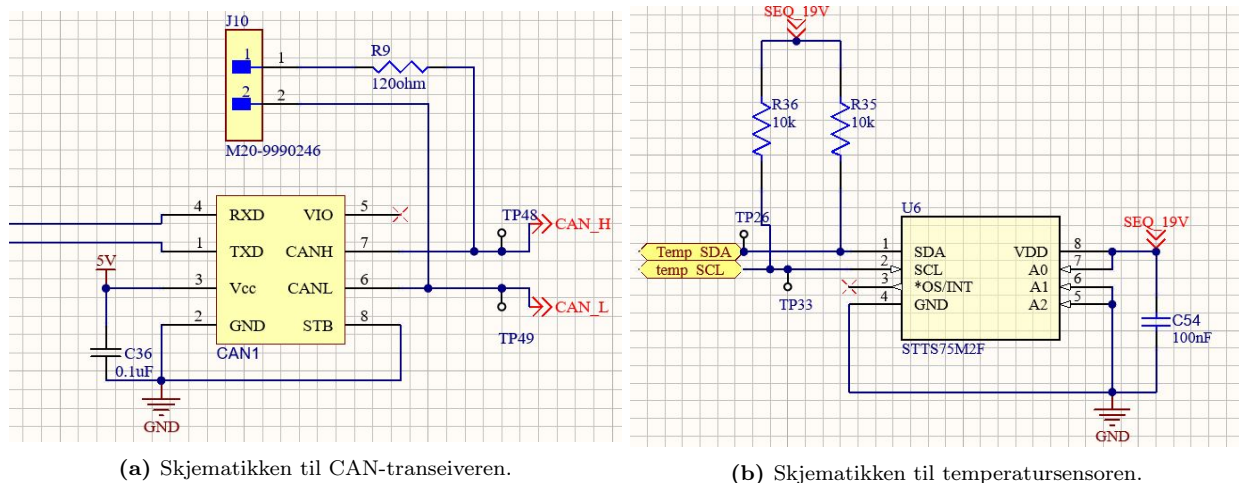 J10
1
1
2
2
R9
120ohm
M20-9990246
4
RXD
VIO
5
TP48
CAN_H
1
TXD
CANH
7
5V
3
Vcc
CANL
6
CAN_L
2
GND
STB
8
TP49
CAN1
C36
0.1uF
GND
(a) Skjematikken til CAN-transeiveren.
SEQ_19V
R36
10k
R35
10k
U6
TP26
SEQ_19V
Temp_SDA
1
SDA
VDD
8
temp_SCL
2
SCL
A0
7
3
*OS/INT
A1
6
TP33
4
GND
A2
5
C54
100nF
STTS75M2F
GND
(b) Skjematikken til temperatursensoren.